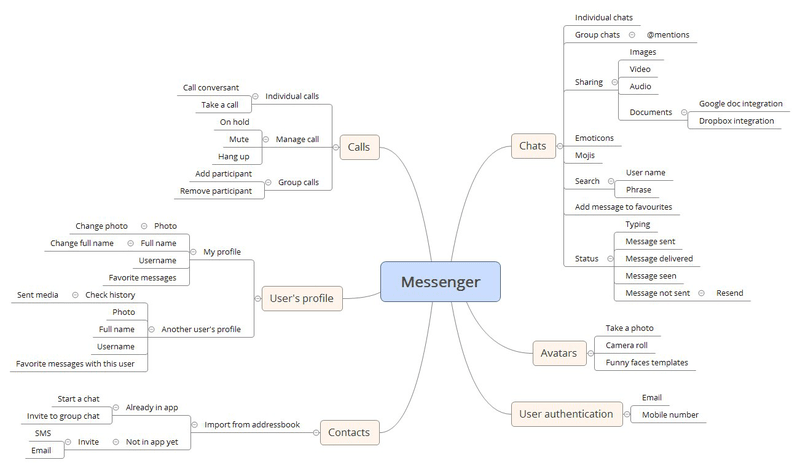 Messenger
Chats
Individual chats
Group chats
@mentions
Sharing
Images
Video
Audio
Documents
Google doc integration
Dropbox integration
Emoticons
Mojis
Search
User name
Phrase
Add message to favourites
Status
Typing
Message sent
Message delivered
Message seen
Message not sent
Resend
Avatars
Take a photo
Camera roll
Funny faces templates
User authentication
Email
Mobile number
Calls
Individual calls
Call conversant
Take a call
Manage call
On hold
Mute
Hang up
Group calls
Add participant
Remove participant
User's profile
My profile
Photo
Change photo
Full name
Change full name
Username
Favorite messages
Another user's profile
Check history
Sent media
Photo
Full name
Username
Favorite messages with this user
Contacts
Import from addressbook
Already in app
Start a chat
Invite to group chat
Not in app yet
Invite
SMS
Email